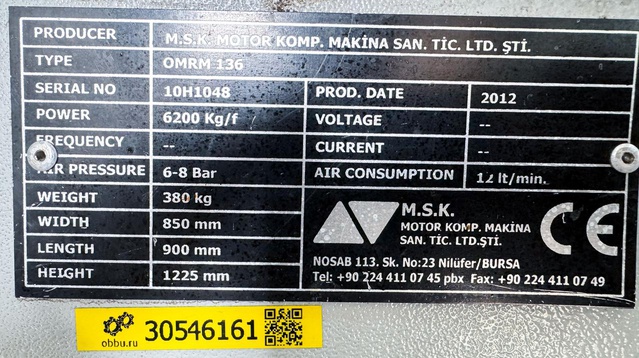 PRODUCER M.S.K. MOTOR KOMP. MAKİNA SAN. TİC. LTD. ŞTİ.
TYPE OMRM 136
SERIAL NO 10H1048 PROD. DATE 2012
POWER 6200 Kg/f VOLTAGE --
FREQUENCY -- CURRENT --
AIR PRESSURE 6-8 Bar AIR CONSUMPTION 12 lt/min.
WEIGHT 380 kg
WIDTH 850 mm
LENGTH 900 mm
HEIGHT 1225 mm
M.S.K.
MOTOR KOMP. MAKİNA
SAN. TİC. LTD.ŞTİ.
CE
NOSAB 113. Sk. No:23 Nilüfer/BURSA
Tel: +90 224 411 07 45 pbx Fax: +90 224 411 07 49
obbu.ru
30546161